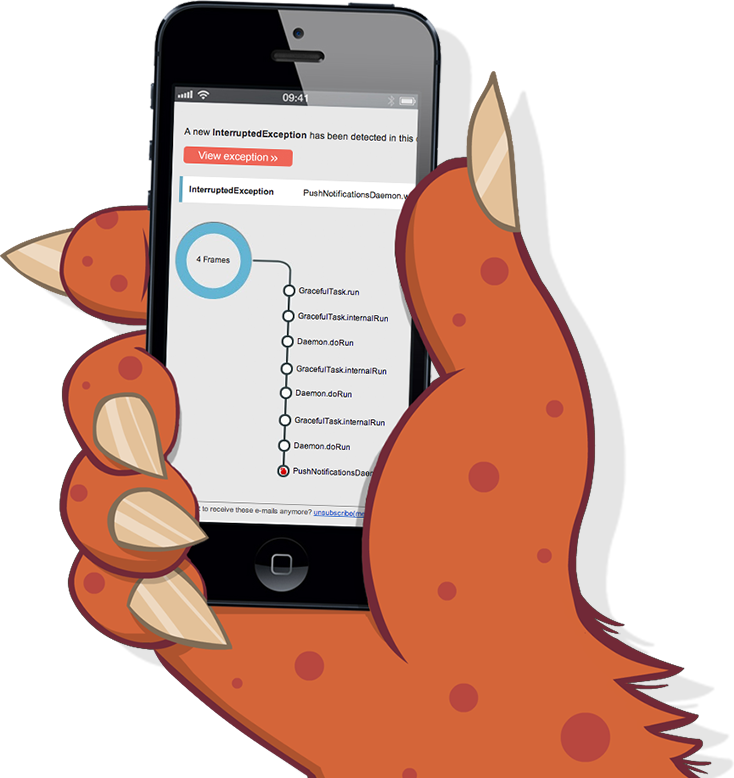 09:41
A new InterruptedException has been detected in this
View exception »
InterruptedException PushNotificationsDaemon.
4 Frames
GracefulTask.run
GracefulTask.internalRun
Daemon.doRun
GracefulTask.internalRun
Daemon.doRun
GracefulTask.internalRun
Daemon.doRun
PushNotificationsDaem
t to receive these e-mails anymore? unsubscribe